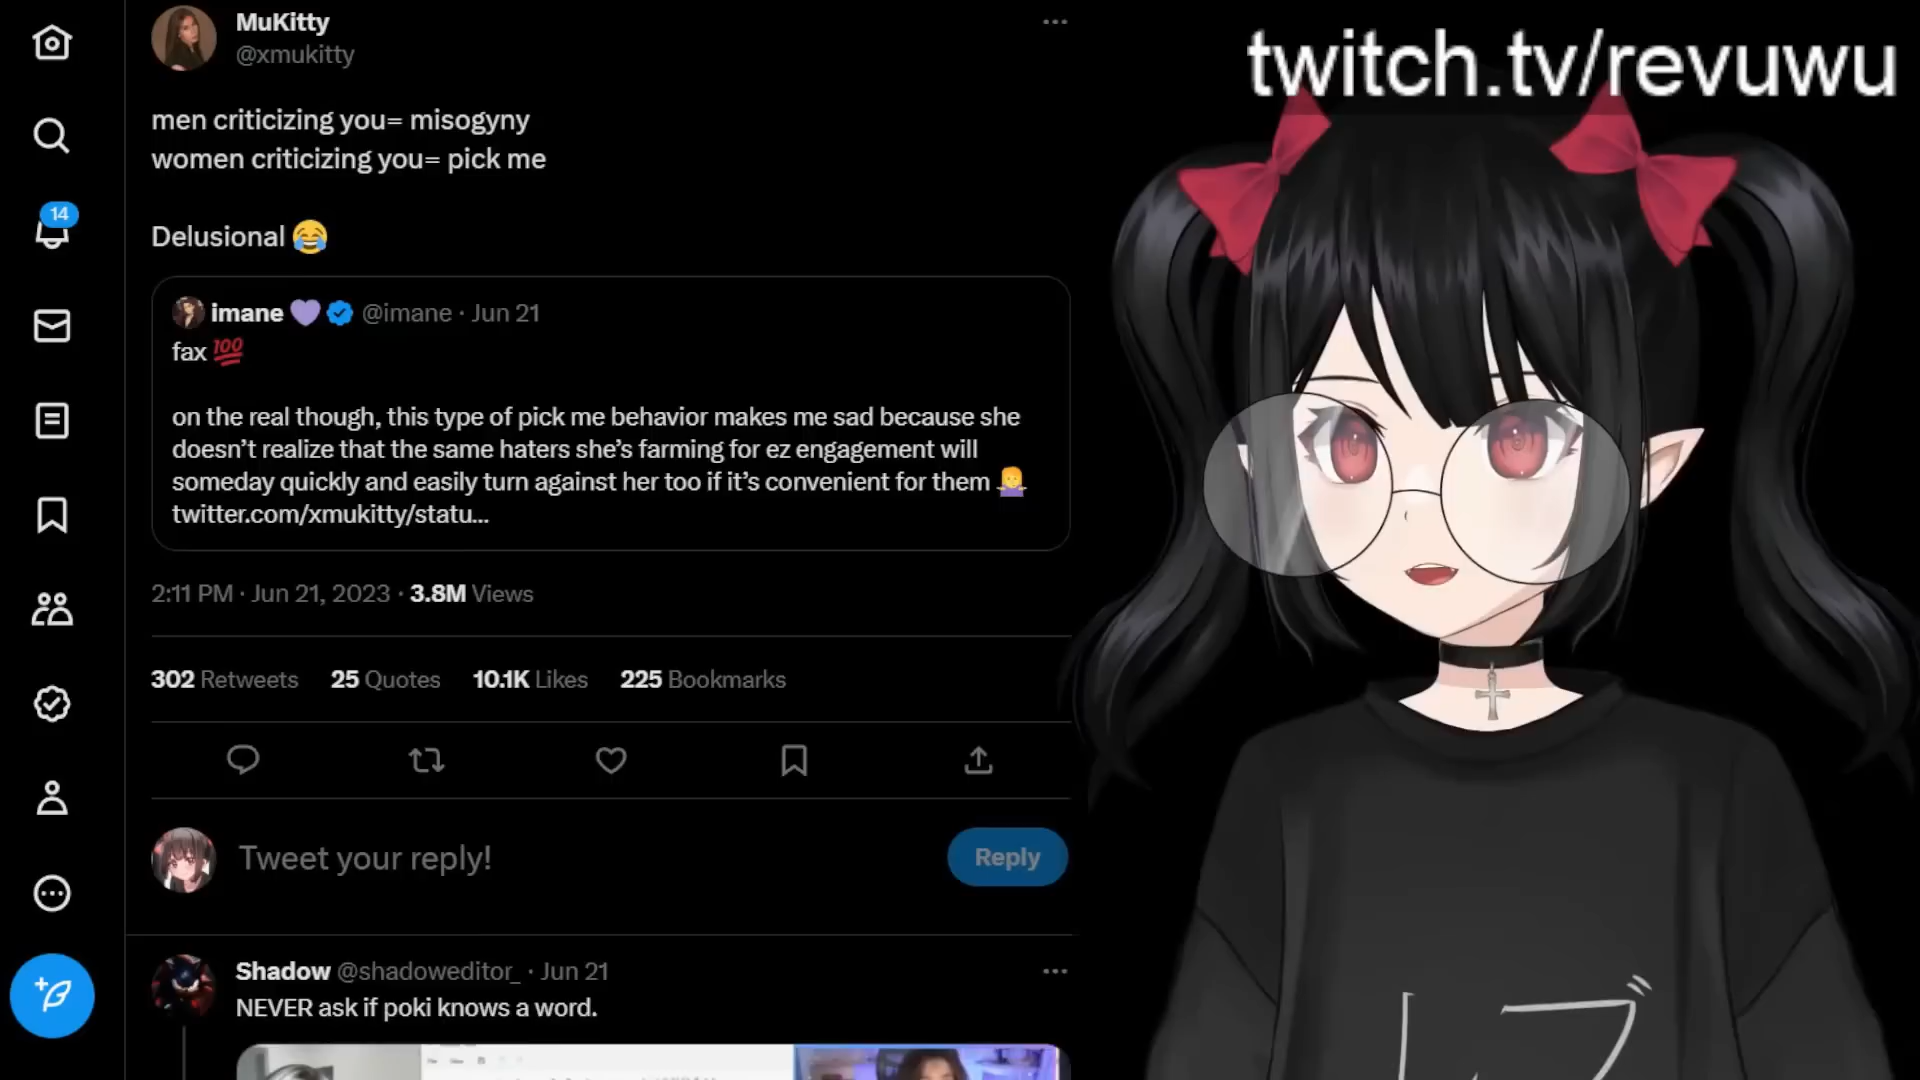 MuKitty
@xmukitty
men criticizing you= misogyny
women criticizing you= pick me
Delusional 😂
imane 💜 @imane · Jun 21
fax 💯
on the real though, this type of pick me behavior makes me sad because she
doesn't realize that the same haters she's farming for ez engagement will
someday quickly and easily turn against her too if it's convenient for them 🤷‍♀️
twitter.com/xmukitty/statu...
2:11 PM · Jun 21, 2023 · 3.8M Views
302 Retweets 25 Quotes 10.1K Likes 225 Bookmarks
Tweet your reply!
Reply
Shadow @shadoweditor_ · Jun 21
NEVER ask if poki knows a word.
14
twitch.tv/revuwu